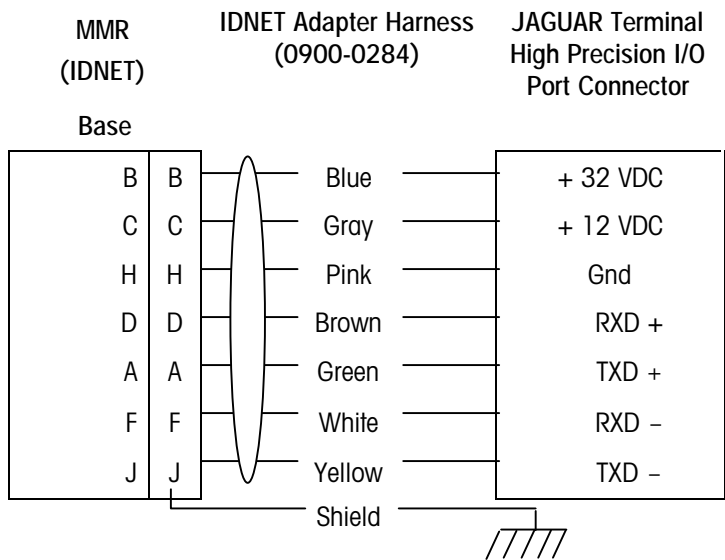 MMR IDNET Adapter Harness JAGUAR Terminal
(IDNET) (0900-0284) High Precision I/O
Port Connector
Base
B B Blue + 32 VDC
C C Gray + 12 VDC
H H Pink Gnd
D D Brown RXD +
A A Green TXD +
F F White RXD –
J J Yellow TXD –
Shield